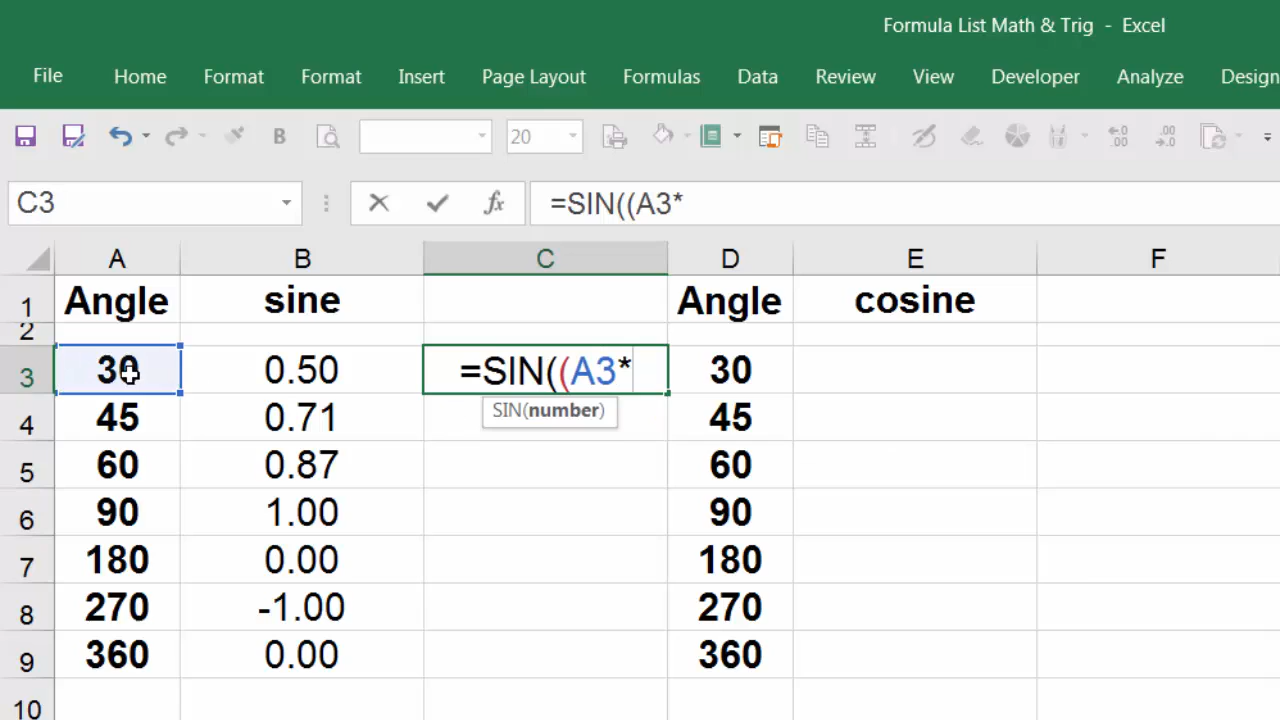 Formula List Math & Trig - Excel
File Home Format Format Insert Page Layout Formulas Data Review View Developer Analyze Design
B 20
C3 fx =SIN((A3*
A B C D E F
1 Angle sine Angle cosine
2
3 30 0.50 =SIN((A3* 30
SIN(number)
4 45 0.71 45
5 60 0.87 60
6 90 1.00 90
7 180 0.00 180
8 270 -1.00 270
9 360 0.00 360
10